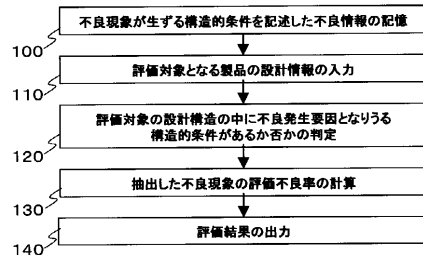 不良現象が生ずる構造的条件を記述した不良情報の記憶
100
評価対象となる製品の設計情報の入力
110
評価対象の設計構造の中に不良発生要因となりうる
構造的条件があるか否かの判定
120
抽出した不良現象の評価不良率の計算
130
評価結果の出力
140